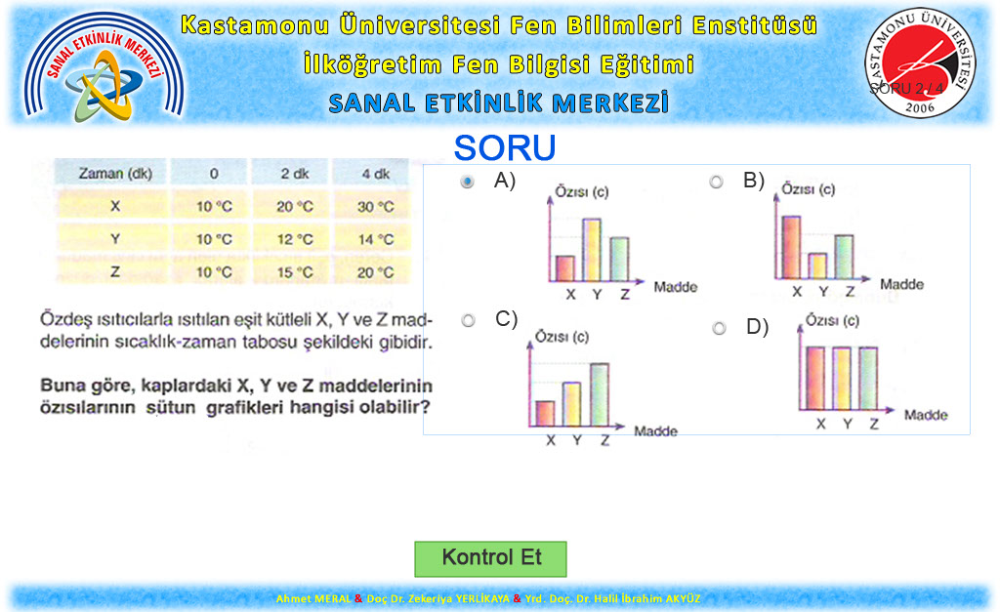 Kastamonu Üniversitesi Fen Bilimleri Enstitüsü
İlköğretim Fen Bilgisi Eğitimi
SANAL ETKİNLİK MERKEZİ
SANAL ETKİNLİK MERKEZİ
KASTAMONU ÜNİVERSİTESİ
2006
SORU 2 / 4
SORU
Zaman (dk) 0 2 dk 4 dk
X 10 °C 20 °C 30 °C
Y 10 °C 12 °C 14 °C
Z 10 °C 15 °C 20 °C
Özdeş ısıtıcılarla ısıtılan eşit kütleli X, Y ve Z mad-
delerinin sıcaklık-zaman tabosu şekildeki gibidir.
Buna göre, kaplardaki X, Y ve Z maddelerinin
özısılarının sütun grafikleri hangisi olabilir?
A)
Özısı (c)
X Y Z Madde
B)
Özısı (c)
X Y Z Madde
C)
Özısı (c)
X Y Z Madde
D)
Özısı (c)
X Y Z Madde
Kontrol Et
Ahmet MERAL & Doç Dr. Zekeriya YERLİKAYA & Yrd. Doç. Dr. Halil İbrahim AKYÜZ